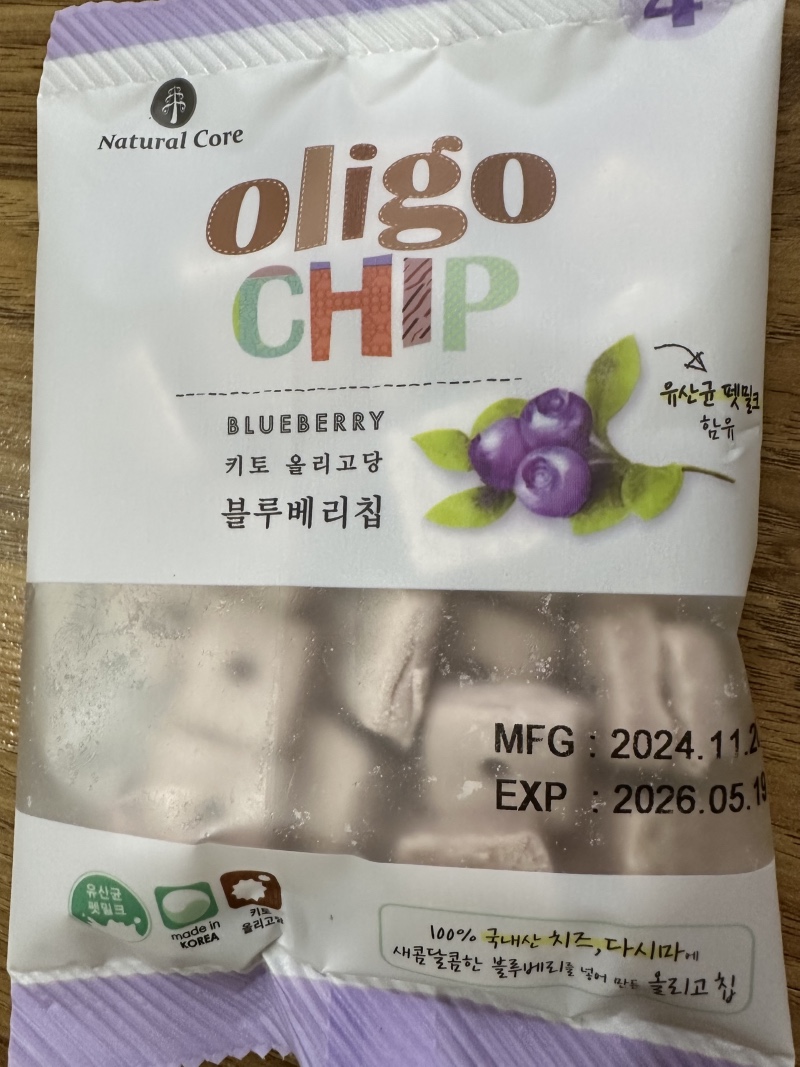 4
Natural Core
oligo
CHIP
BLUEBERRY
키토 올리고당
블루베리칩
유산균 펫밀크
함유
MFG : 2024.11.2
EXP : 2026.05.19
유산균
펫밀크
made in
KOREA
키토
100% 국내산 치즈, 다시마에
새콤달콤한 블루베리를 넣어 만든 올리고 칩